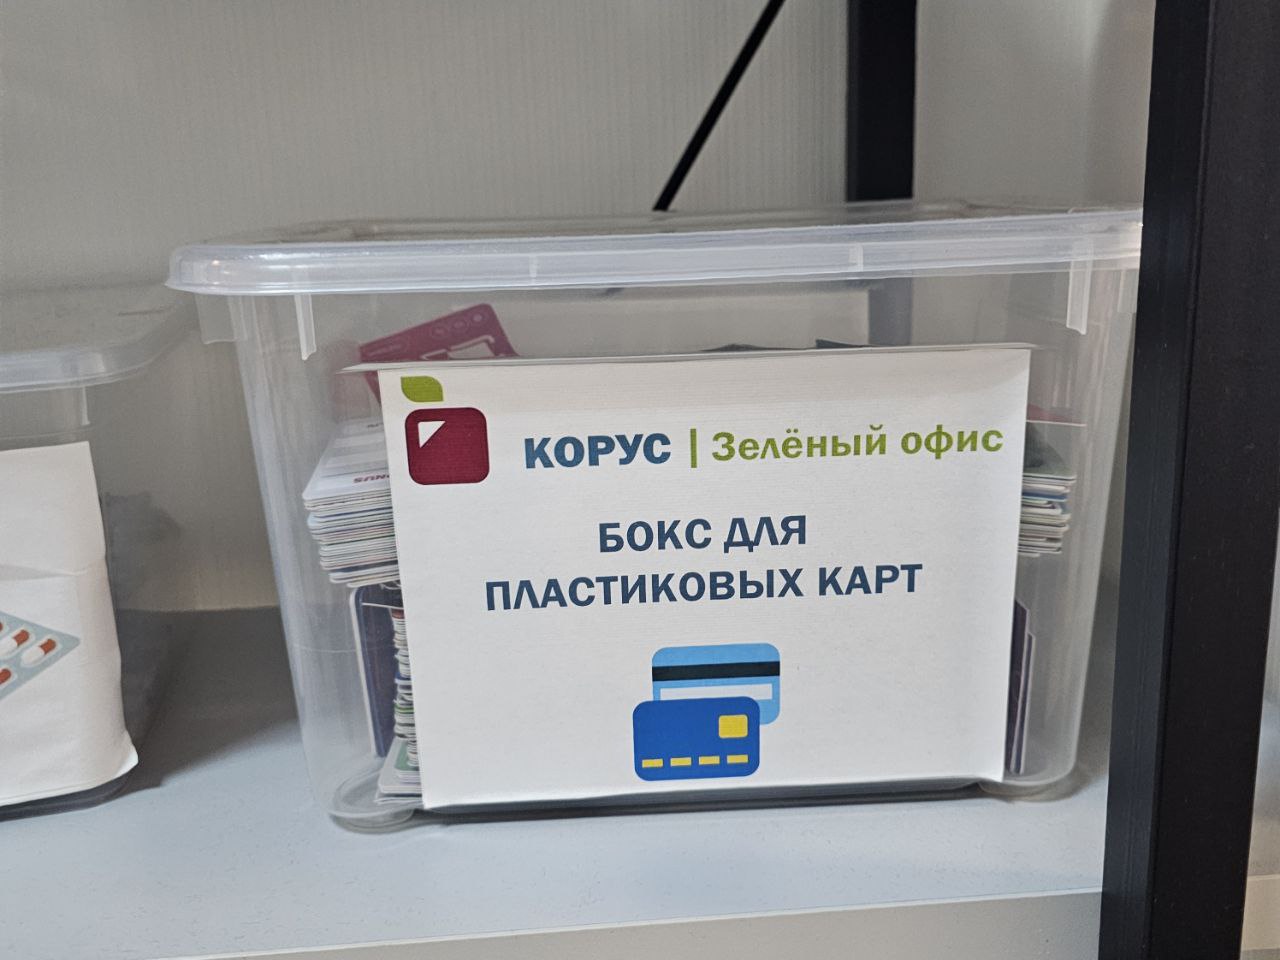 КОРУС | Зелёный офис
БОКС ДЛЯ
ПЛАСТИКОВЫХ КАРТ